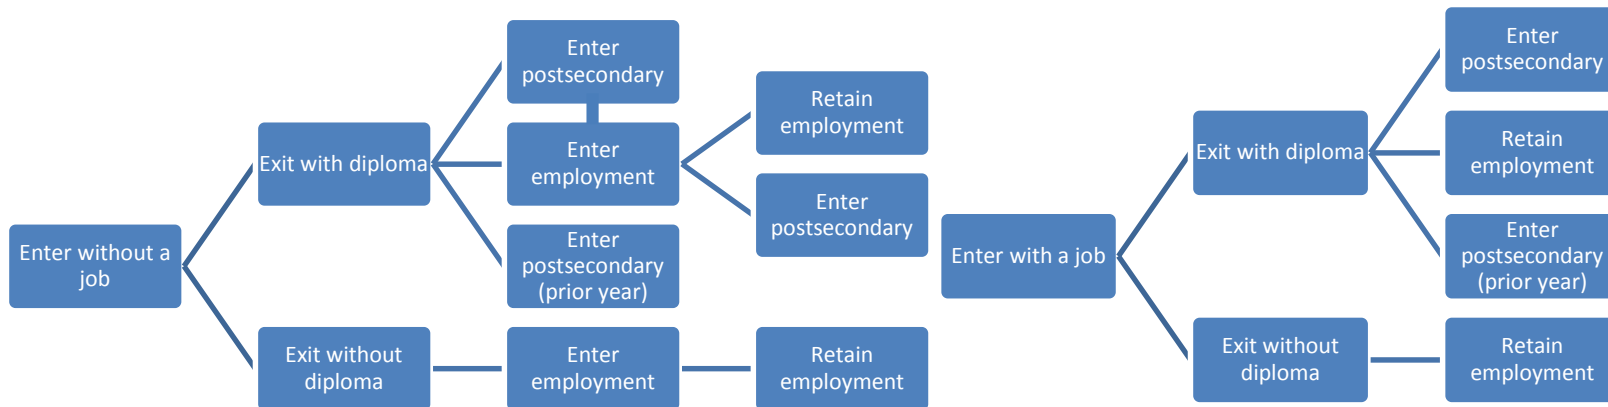 Enter without a
job
Exit with diploma
Enter
postsecondary
Enter
employment
Retain
employment
Enter
postsecondary
Enter
postsecondary
(prior year)
Exit without
diploma
Enter
employment
Retain
employment
Enter with a job
Exit with diploma
Enter
postsecondary
Retain
employment
Enter
postsecondary
(prior year)
Exit without
diploma
Retain
employment